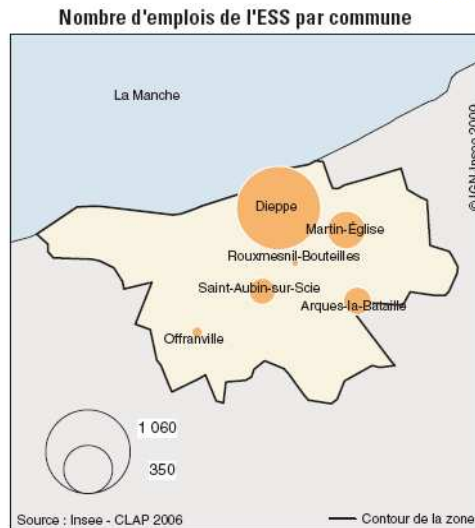 Nombre d'emplois de l'ESS par commune
La Manche
©IGN-Insee 2009
Dieppe
Martin-Église
Rouxmesnil-Bouteilles
Saint-Aubin-sur-Scie
Arques-la-Bataille
Offranville
1 060
350
Source : Insee - CLAP 2006
Contour de la zone